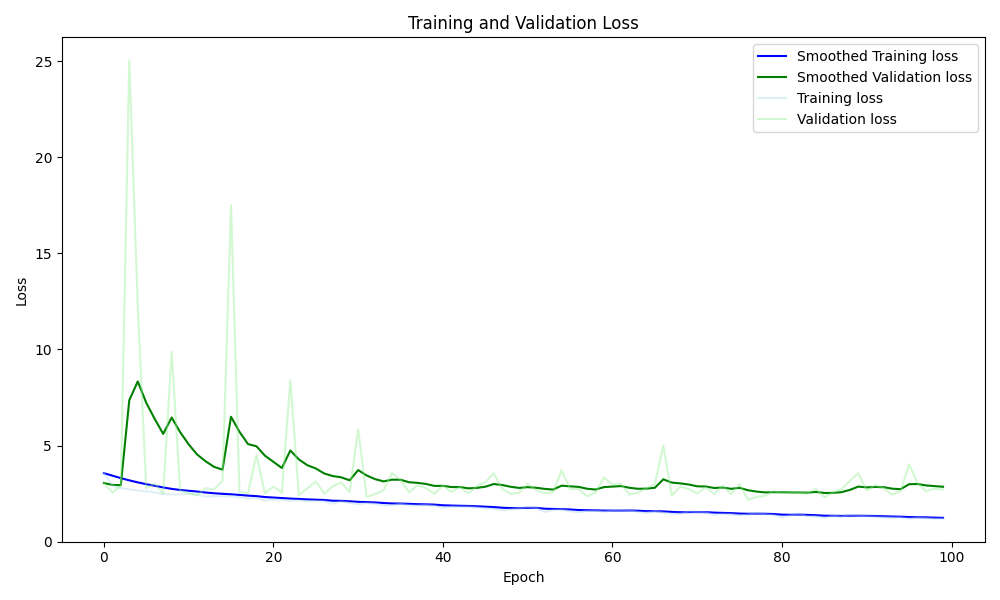 Training and Validation Loss
Smoothed Training loss
Smoothed Validation loss
Training loss
Validation loss
25
20
15
10
5
0
Loss
0 20 40 60 80 100
Epoch